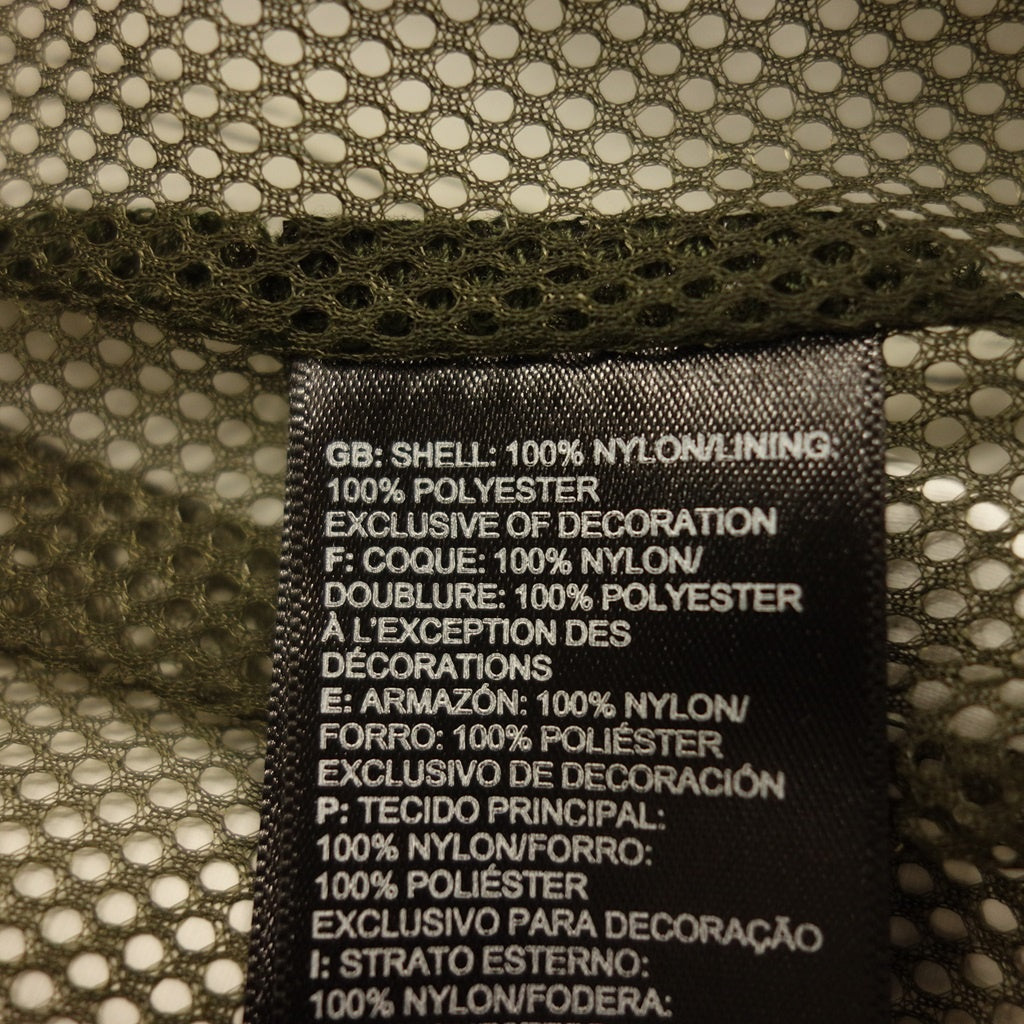 GB: SHELL: 100% NYLON/LINING:
100% POLYESTER
EXCLUSIVE OF DECORATION
F: COQUE: 100% NYLON/
DOUBLURE: 100% POLYESTER
À L'EXCEPTION DES
DÉCORATIONS
E: ARMAZÓN: 100% NYLON/
FORRO: 100% POLIÉSTER
EXCLUSIVO DE DECORACIÓN
P: TECIDO PRINCIPAL:
100% NYLON/FORRO:
100% POLIÉSTER
EXCLUSIVO PARA DECORAÇÃO
I: STRATO ESTERNO:
100% NYLON/FODERA: